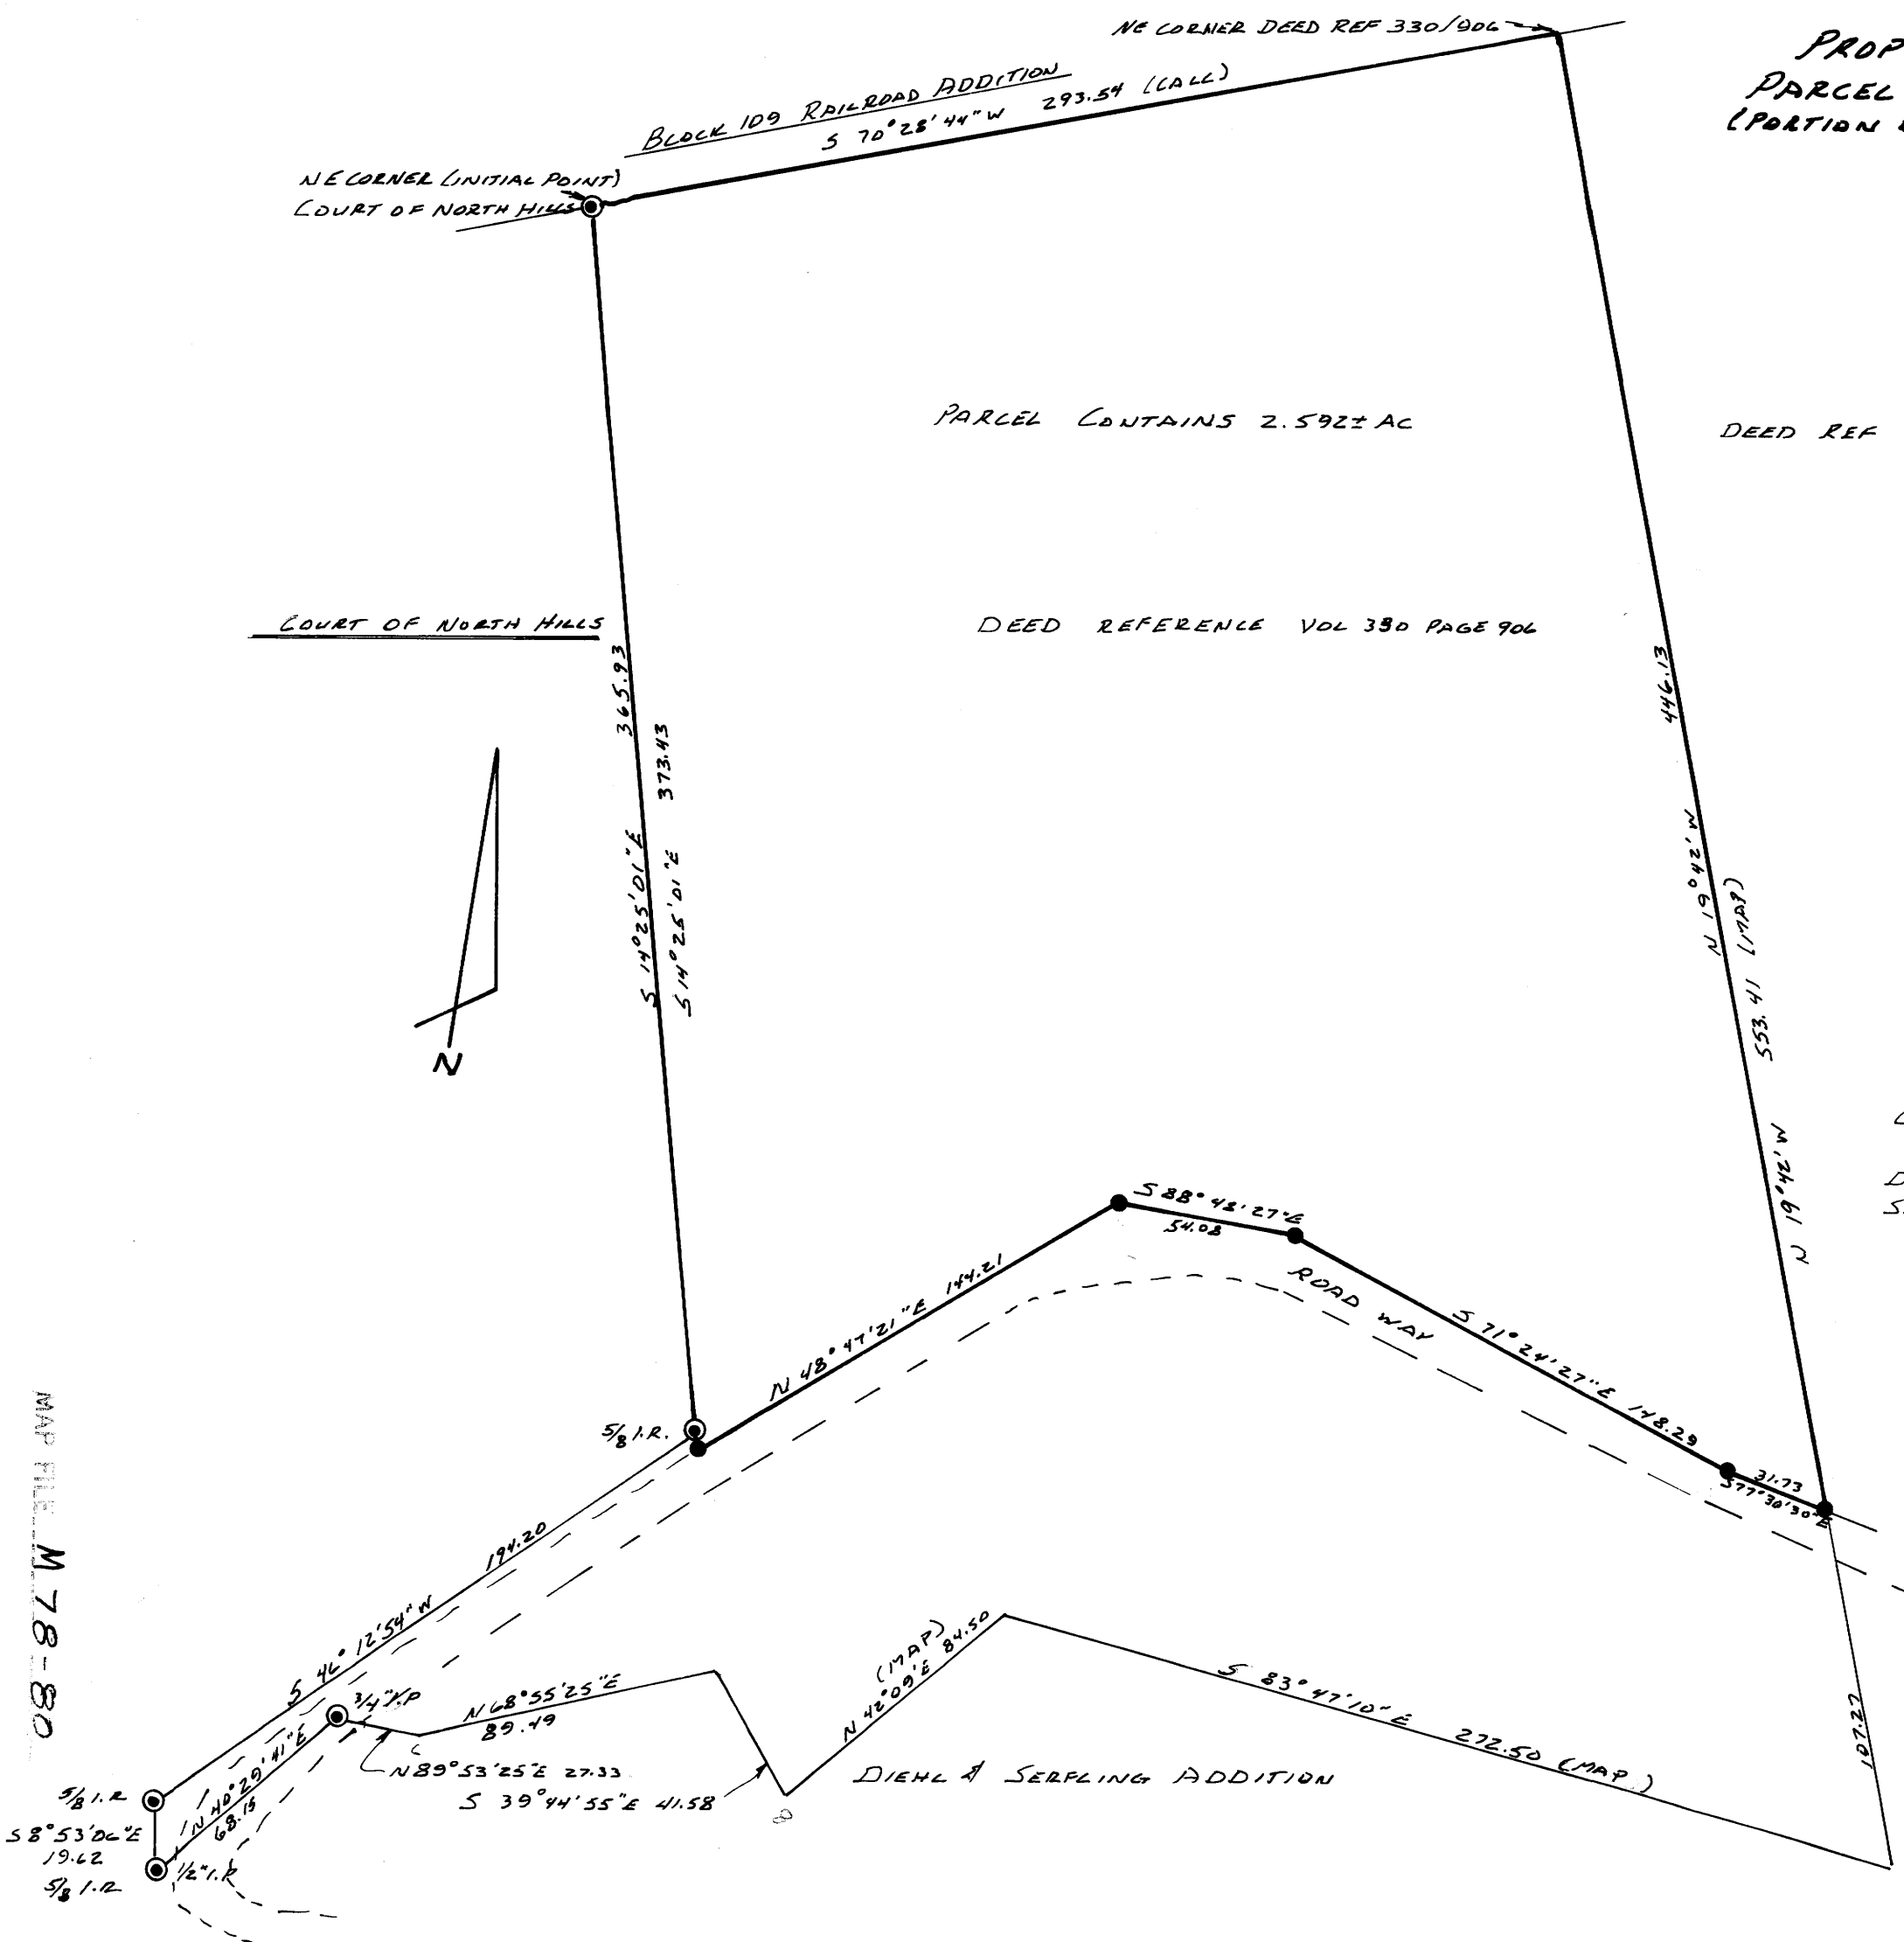 NE CORNER DEED REF 330/906
PROP
PARCEL
(PORTION
BLOCK 109 RAILROAD ADDITION
S 70°28'44"W 293.54 (CALL)
NE CORNER (INITIAL POINT)
COURT OF NORTH HILLS
PARCEL CONTAINS 2.592± AC
DEED REF
COURT OF NORTH HILLS
DEED REFERENCE VOL 330 PAGE 906
365.93
S 14°25'01"E
373.43
S 14°25'01"E
446.13
N 19°42'W
553.41 (MAP)
N 19°42'W
N
S 88°48'27"E
54.08
N 48°47'21"E 144.21
ROAD WAY
S 71°24'27"E 148.29
31.73
S77°30'30"E
5/8 I.R.
194.20
S 46°12'54"W
MAP FILE M 78-80
3/4" I.P
N 68°55'25"E
89.49
(MAP)
N 42°09'E 84.50
S 83°47'10"E 272.50 (MAP)
107.27
N 40°29'41"E
68.15
N89°53'25"E 27.33
S 39°44'55"E 41.58
DIEHL & SERFLING ADDITION
5/8 I.R
S 8°53'06"E
19.62
5/8 I.R
1/2" I.R